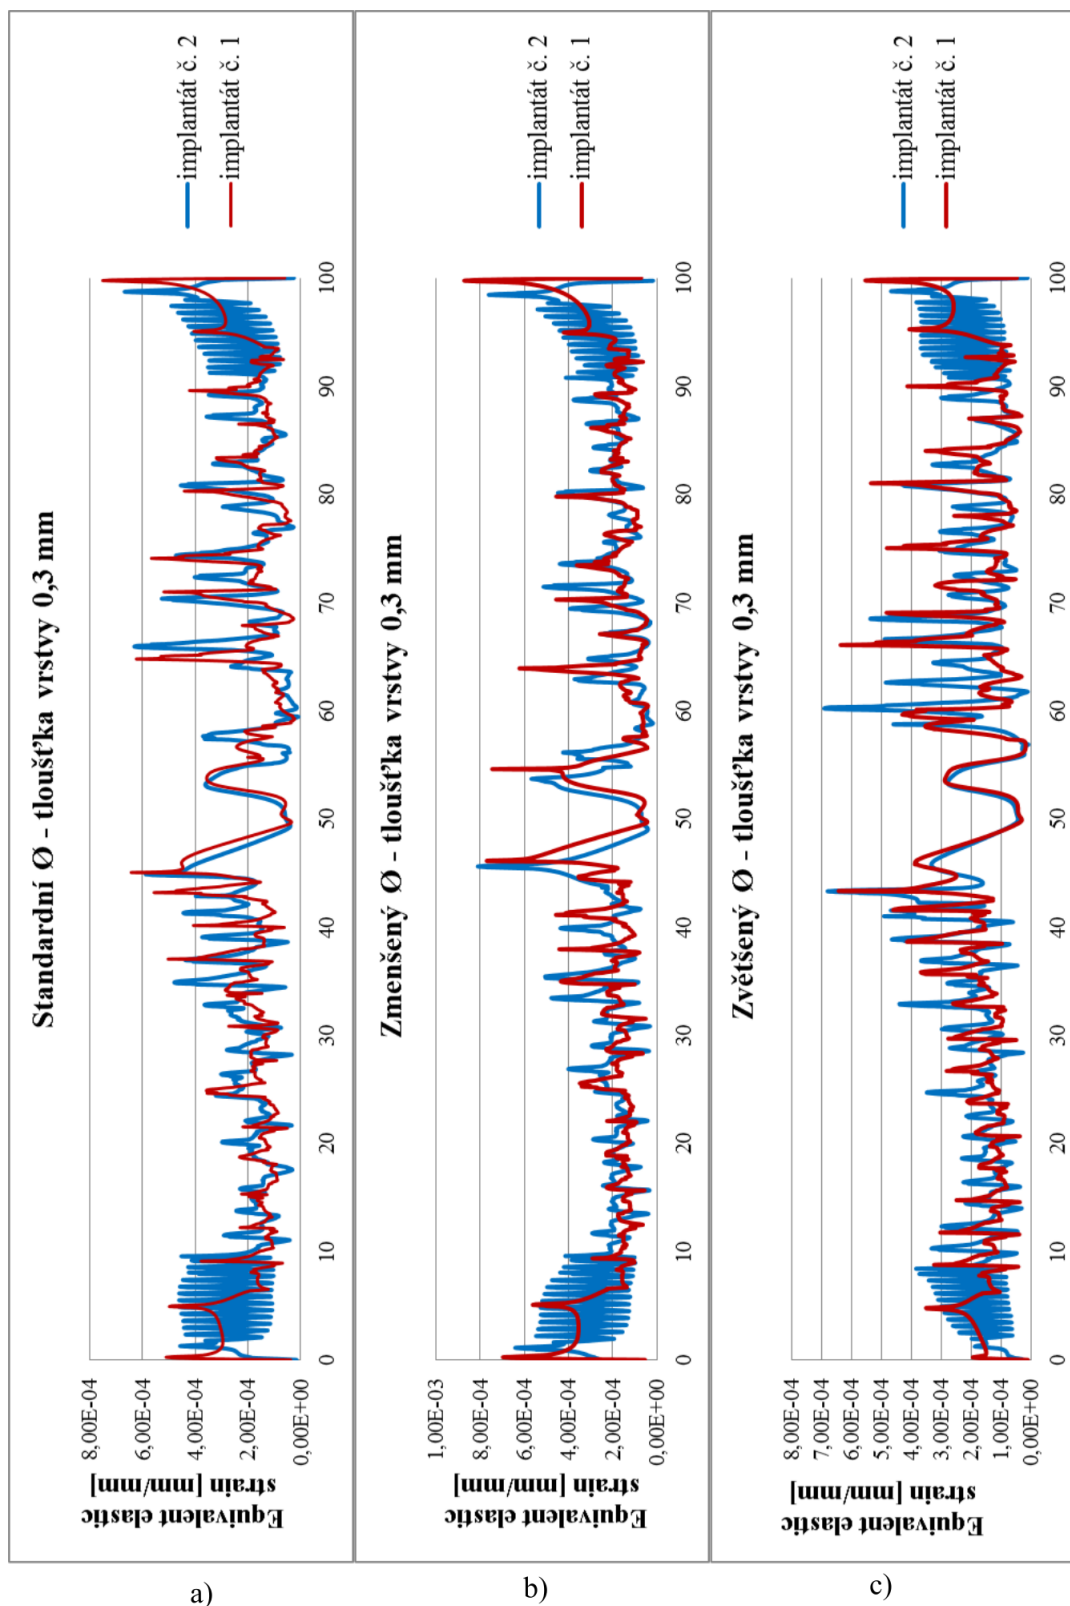 Standardní Ø - tloušťka vrstvy 0,3 mm
Equivalent elastic
strain [mm/mm]
8,00E-04
6,00E-04
4,00E-04
2,00E-04
0,00E+00
0 10 20 30 40 50 60 70 80 90 100
implantát č. 2
implantát č. 1
a)
Zmenšený Ø - tloušťka vrstvy 0,3 mm
Equivalent elastic
strain [mm/mm]
1,00E-03
8,00E-04
6,00E-04
4,00E-04
2,00E-04
0,00E+00
0 10 20 30 40 50 60 70 80 90 100
implantát č. 2
implantát č. 1
b)
Zvětšený Ø - tloušťka vrstvy 0,3 mm
Equivalent elastic
strain [mm/mm]
8,00E-04
7,00E-04
6,00E-04
5,00E-04
4,00E-04
3,00E-04
2,00E-04
1,00E-04
0,00E+00
0 10 20 30 40 50 60 70 80 90 100
implantát č. 2
implantát č. 1
c)